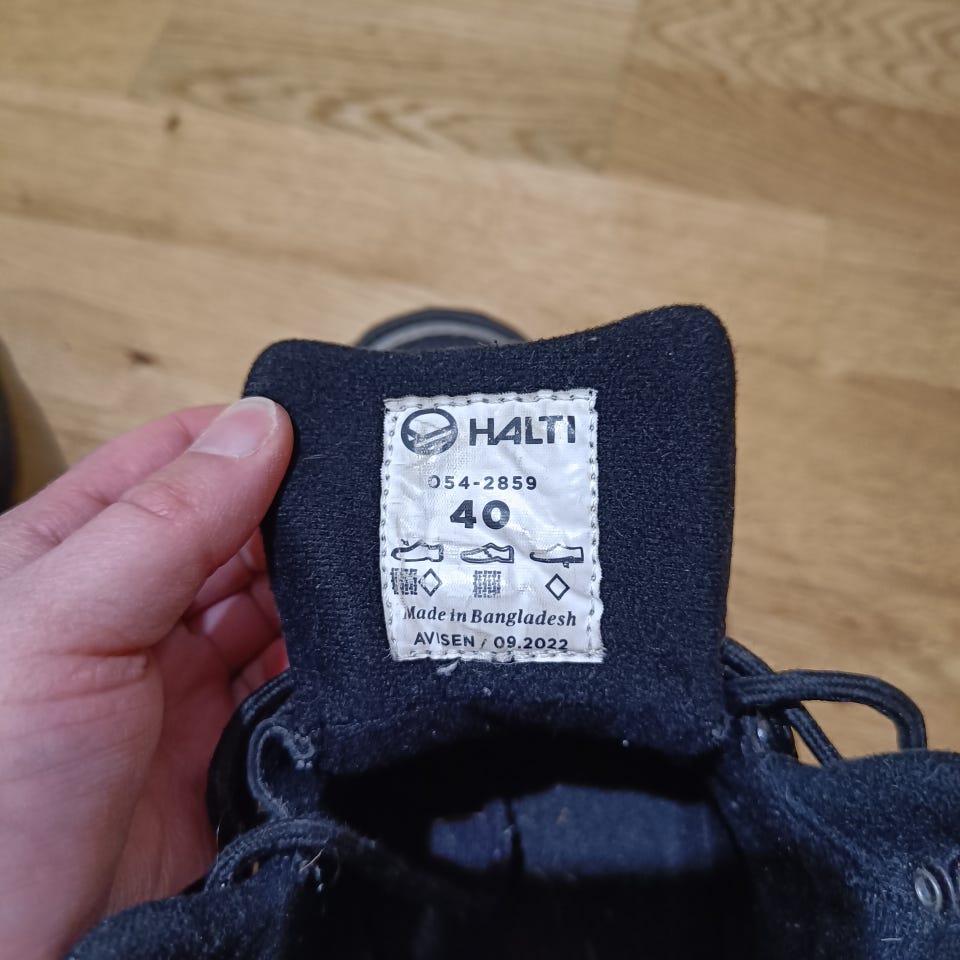 HALTI
054-2859
40
Made in Bangladesh
AVISEN / 09.2022